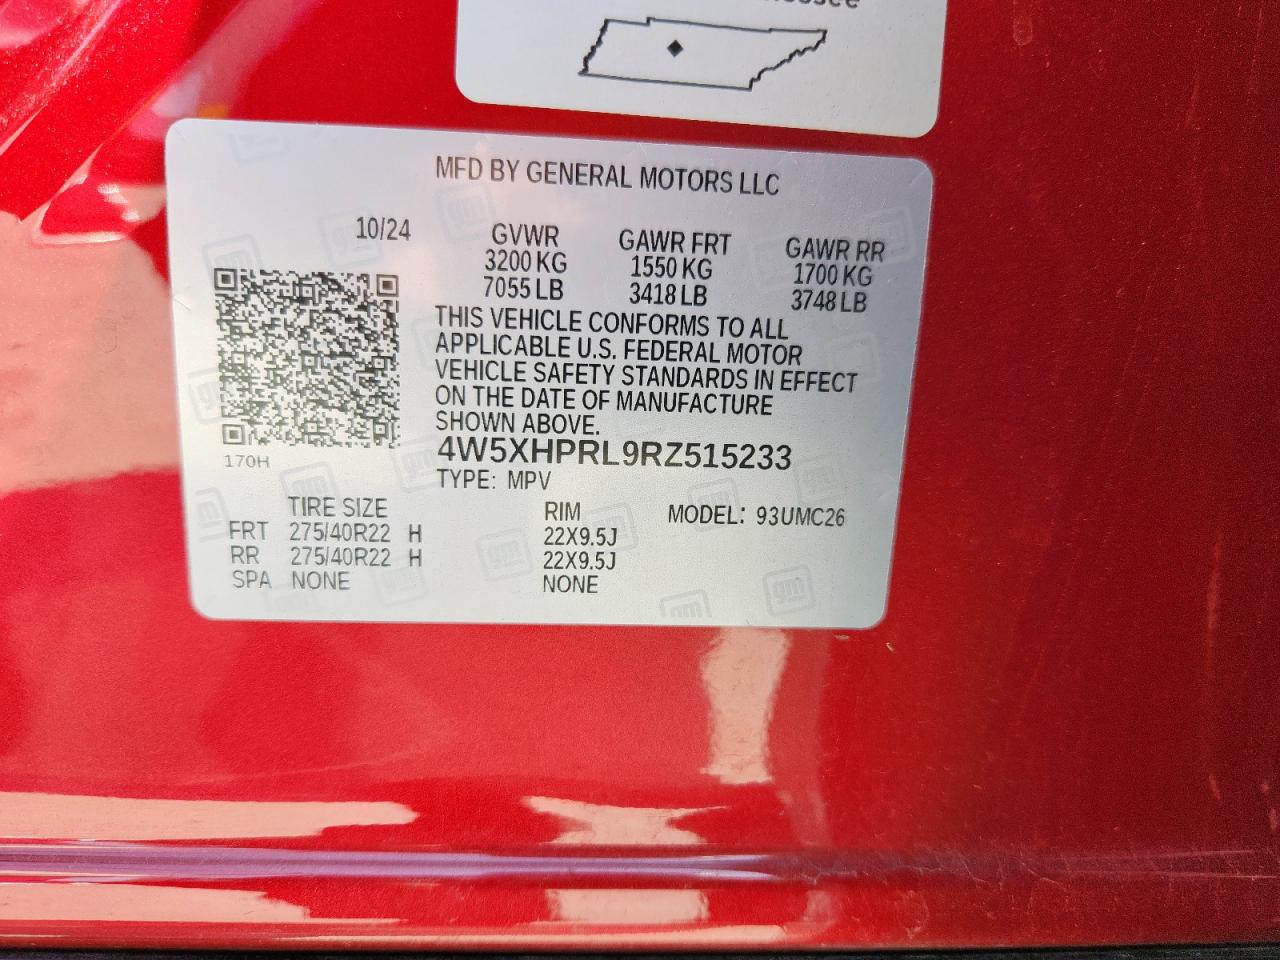 MFD BY GENERAL MOTORS LLC
10/24
GVWR GAWR FRT GAWR RR
3200 KG 1550 KG 1700 KG
7055 LB 3418 LB 3748 LB
THIS VEHICLE CONFORMS TO ALL
APPLICABLE U.S. FEDERAL MOTOR
VEHICLE SAFETY STANDARDS IN EFFECT
ON THE DATE OF MANUFACTURE
SHOWN ABOVE.
4W5XHPRL9RZ515233
170H
TYPE: MPV
TIRE SIZE RIM MODEL: 93UMC26
FRT 275/40R22 H 22X9.5J
RR 275/40R22 H 22X9.5J
SPA NONE NONE